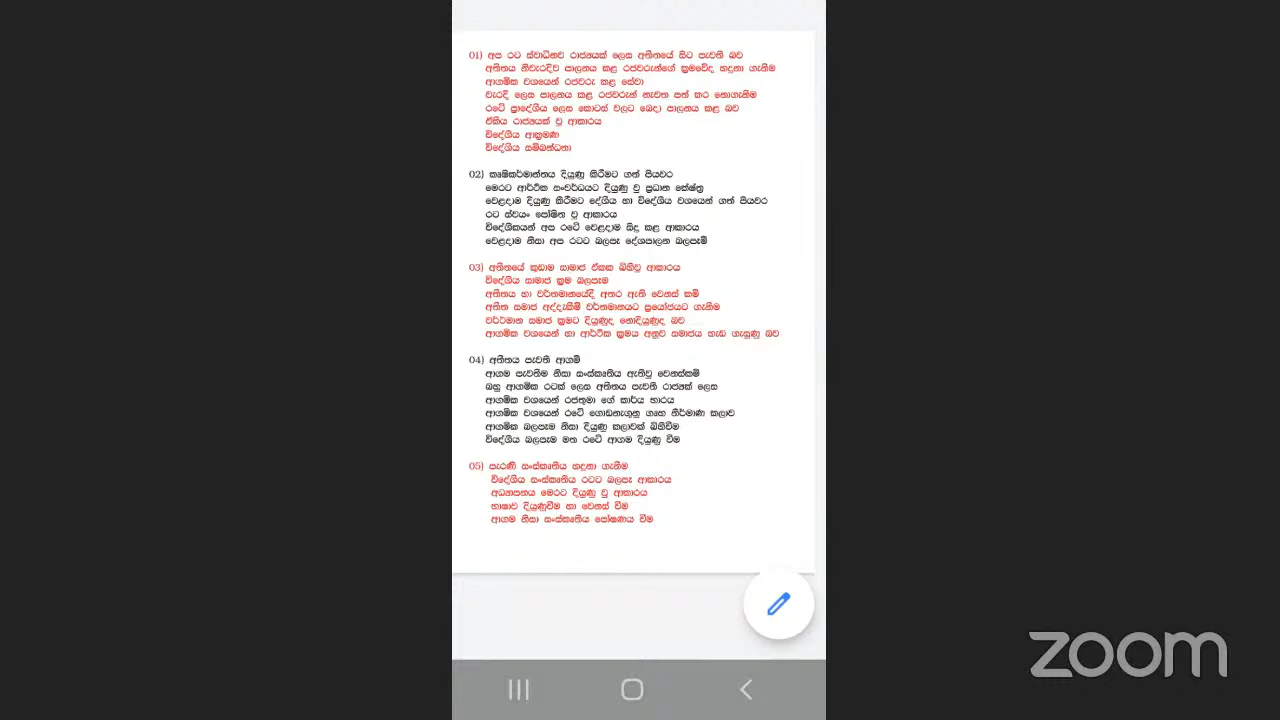 01) අප රට ස්වාධිනව රාජ්‍යයක් ලෙස අතීතයේ සිට පැවති බව
අතීතය නිවැරදිව පාලනය කළ රජවරුන්ගේ ක්‍රමවේද හදුනා ගැනීම
ආගමික වශයෙන් රජවරු කළ සේවා
වැරදි ලෙස පාලනය කළ රජවරුන් නැවත පත් කර නොගැනීම
රටේ ප්‍රාදේශීය ලෙස කොටස් වලට බෙදා පාලනය කළ බව
ඒකීය රාජ්‍යයක් වූ ආකාරය
විදේශීය ආක්‍රමණ
විදේශීය සම්බන්ධතා
02) කෘෂිකර්මාන්තය දියුණු කිරීමට ගත් පියවර
මෙරට ආර්ථික සංවර්ධයට දියුණු වු ප්‍රධාන ක්ෂේත්‍ර
වෙළදාම දියුණු කිරීමට දේශීය හා විදේශීය වශයෙන් ගත් පියවර
රට ස්වයං පෝෂිත වූ ආකාරය
විදේශිකයන් අප රටේ වෙළදාම සිදු කළ ආකාරය
වෙළදාම නිසා අප රටට බලපෑ දේශපාලන බලපෑම්
03) අතීතයේ කුඩාම සාමාජ ඒකක බිහිවූ ආකාරය
විදේශිය සාමාජ ක්‍රම බලපෑම
අතීතය හා වර්තමානයේදී අතර ඇති වෙනස් කම්
අතීත සමාජ අද්දැකීම් වර්තමානයට ප්‍රයෝජයට ගැනීම
වර්ර්මාන සමාජ ක්‍රමට දියුණුද නොදියුණුද බව
ආගමික වශයෙන් හා ආර්ථික ක්‍රමය අනුව සමාජය හැඩ ගැසුණු බව
04) අතීතය පැවති ආගම්
ආගම පැවතිම නිසා සංස්කෘතිය ඇතිවු වෙනස්කම්
බහු ආගමික රටක් ලෙස අතීතය පැවති රාජ්‍යක් ලෙස
ආගමික වශයෙන් රජතුමා ගේ කාර්ය භාරය
ආගමික වශයෙන් රටේ ගොඩනැගුනු ගෘහ නිර්මාණ කලාව
ආගමික බලපෑම නිසා දියුණු කලාවක් බිහිවීම
විදේශීය බලපෑම මත රටේ ආගම දියුණු වීම
05) පැරණි සංස්කෘතිය හදුනා ගැනීම
විදේශීය සංස්කෘතිය රටට බලපෑ ආකාරය
අධ්‍යාපනය මෙරට දියුණු වු ආකාරය
භාෂාව දියුණුවීම හා වෙනස් වීම
ආගම නිසා සංස්කෘතිය පෝෂණය වීම
zoom